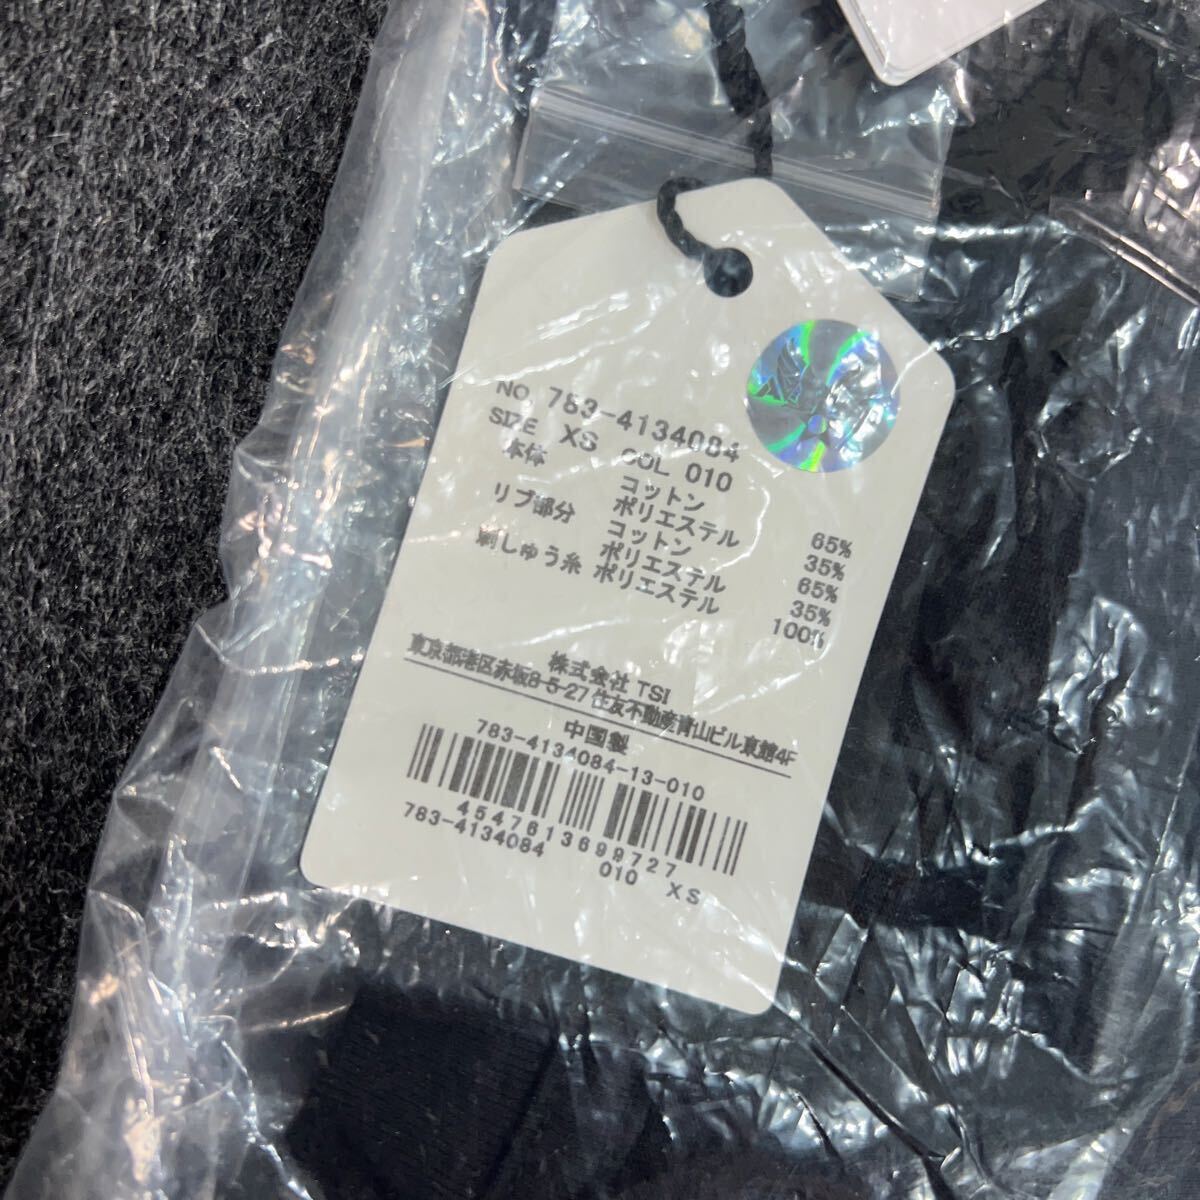 NO 783-4134084
SIZE XS COL 010
本体 コットン 65%
ポリエステル 35%
リブ部分 コットン 65%
ポリエステル 35%
刺しゅう糸 ポリエステル 100%
株式会社 TSI
東京都港区赤坂8-5-27 住友不動産青山ビル東館4F
中国製
783-4134084-13-010
4547613699727
783-4134084 010 XS